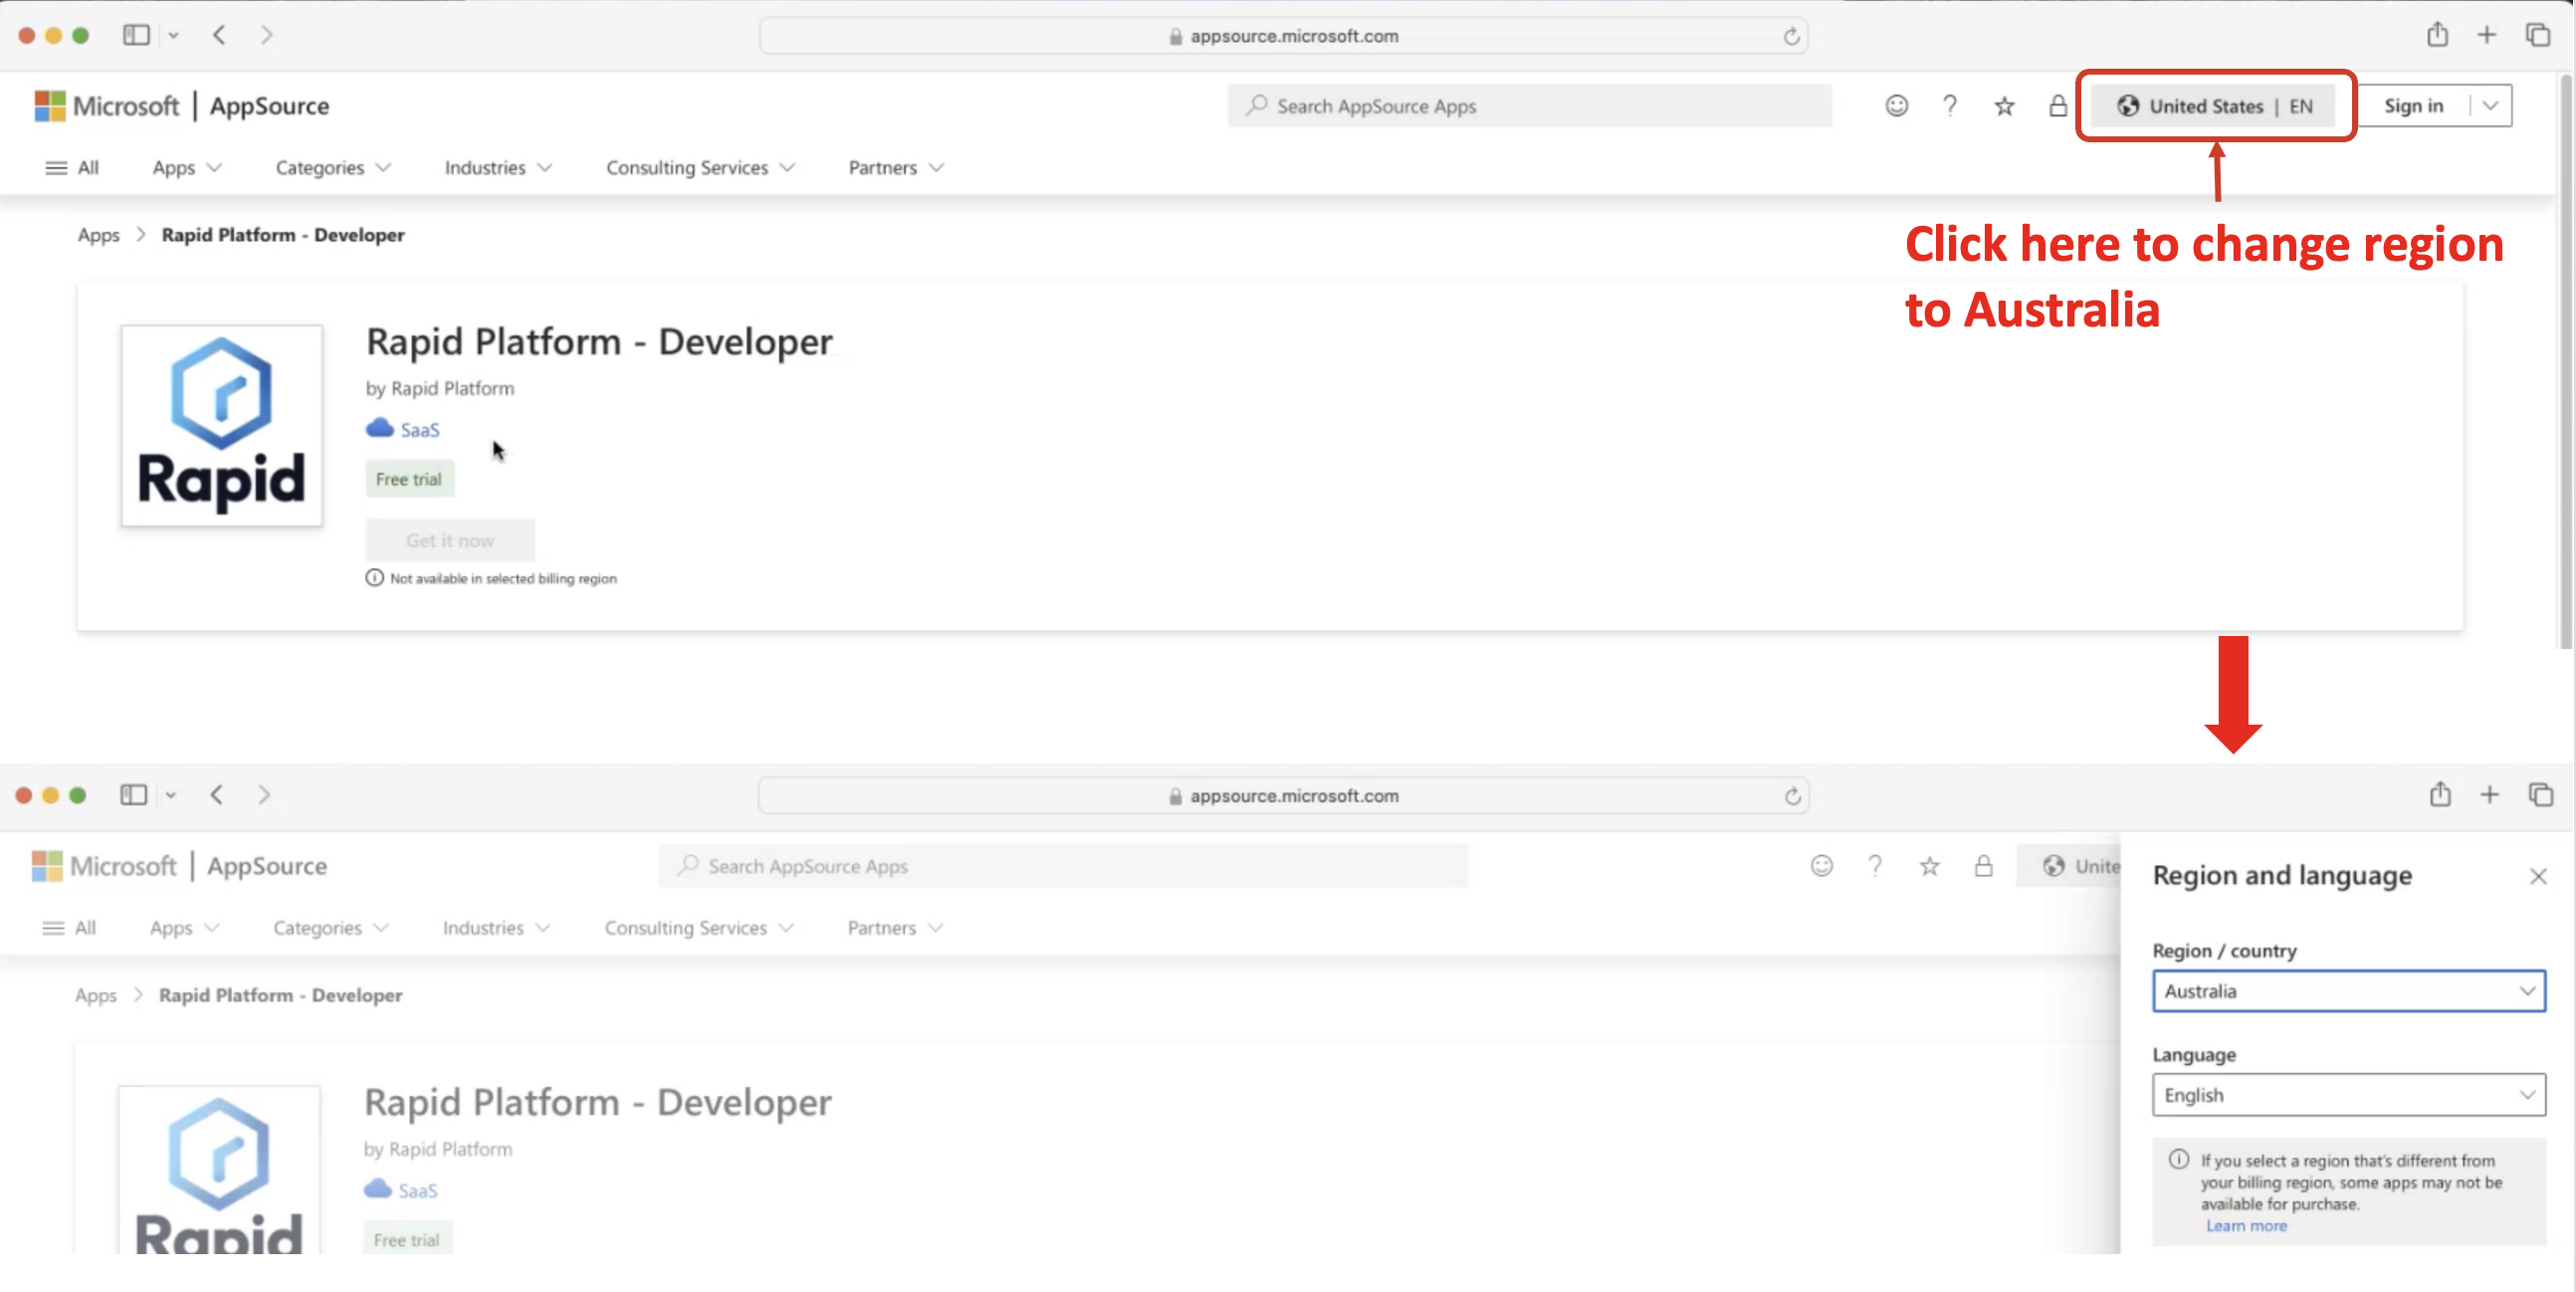 appsource.microsoft.com
Microsoft | AppSource
Search AppSource Apps
?
United States | EN
Sign in
All
Apps
Categories
Industries
Consulting Services
Partners
Apps > Rapid Platform - Developer
Click here to change region
to Australia
Rapid
Rapid Platform - Developer
by Rapid Platform
SaaS
Free trial
Get it now
Not available in selected billing region
appsource.microsoft.com
Microsoft | AppSource
Search AppSource Apps
?
Unite
All
Apps
Categories
Industries
Consulting Services
Partners
Apps > Rapid Platform - Developer
Rapid
Rapid Platform - Developer
by Rapid Platform
SaaS
Free trial
Region and language
Region / country
Australia
Language
English
If you select a region that's different from
your billing region, some apps may not be
available for purchase.
Learn more